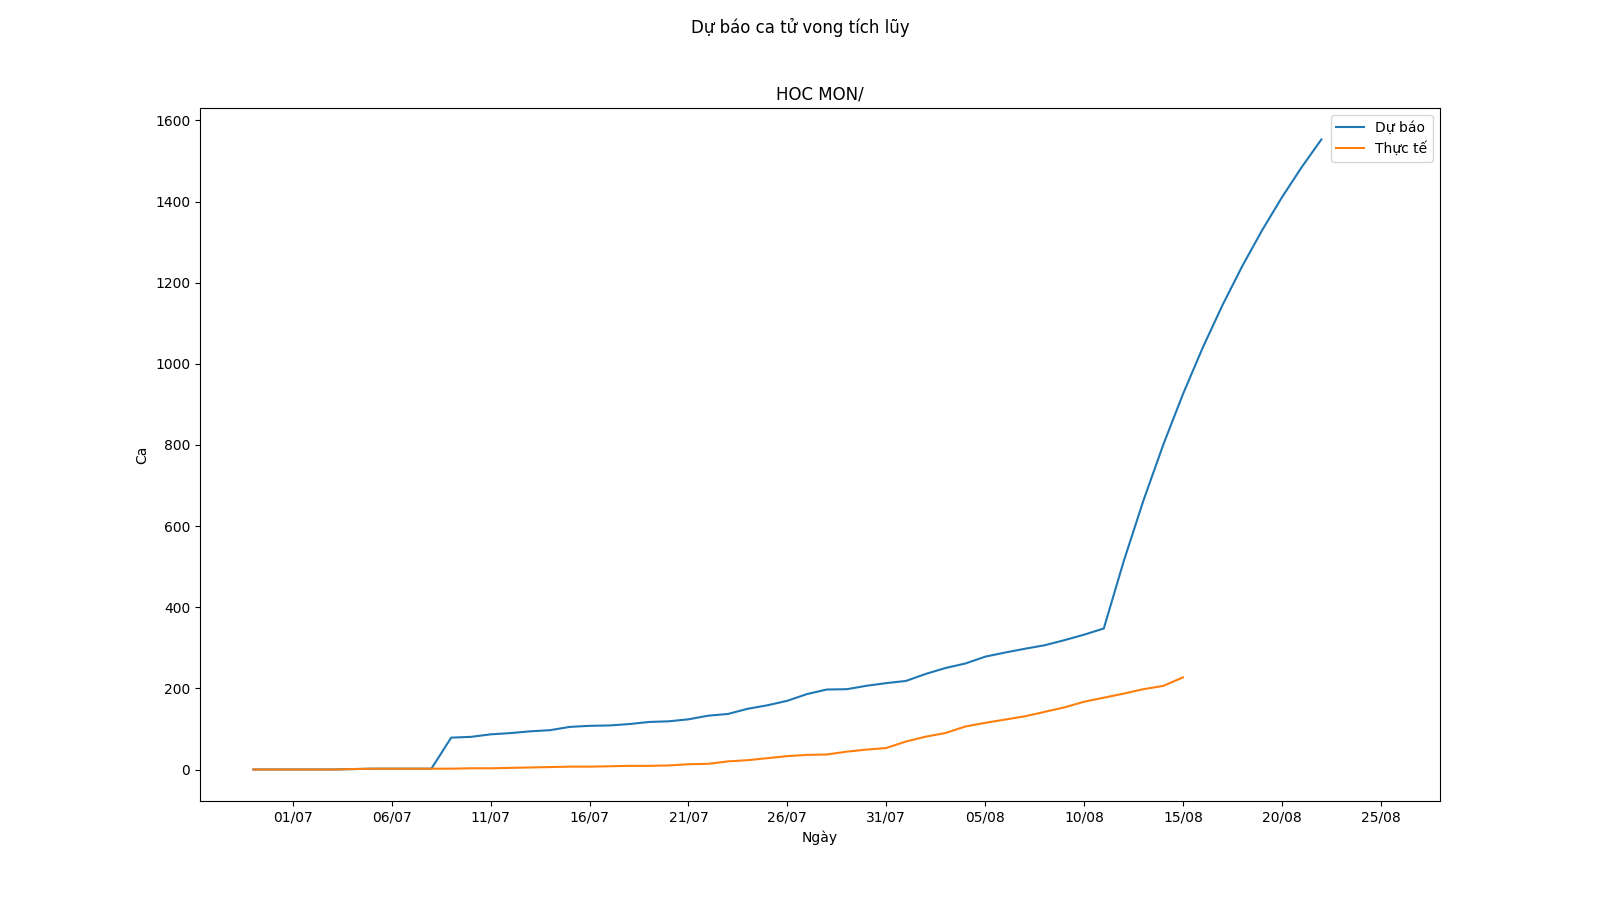 Dự báo ca tử vong tích lũy
HOC MON/
1600
1400
1200
1000
800
600
400
200
0
Ca
Dự báo
Thực tế
01/07 06/07 11/07 16/07 21/07 26/07 31/07 05/08 10/08 15/08 20/08 25/08
Ngày